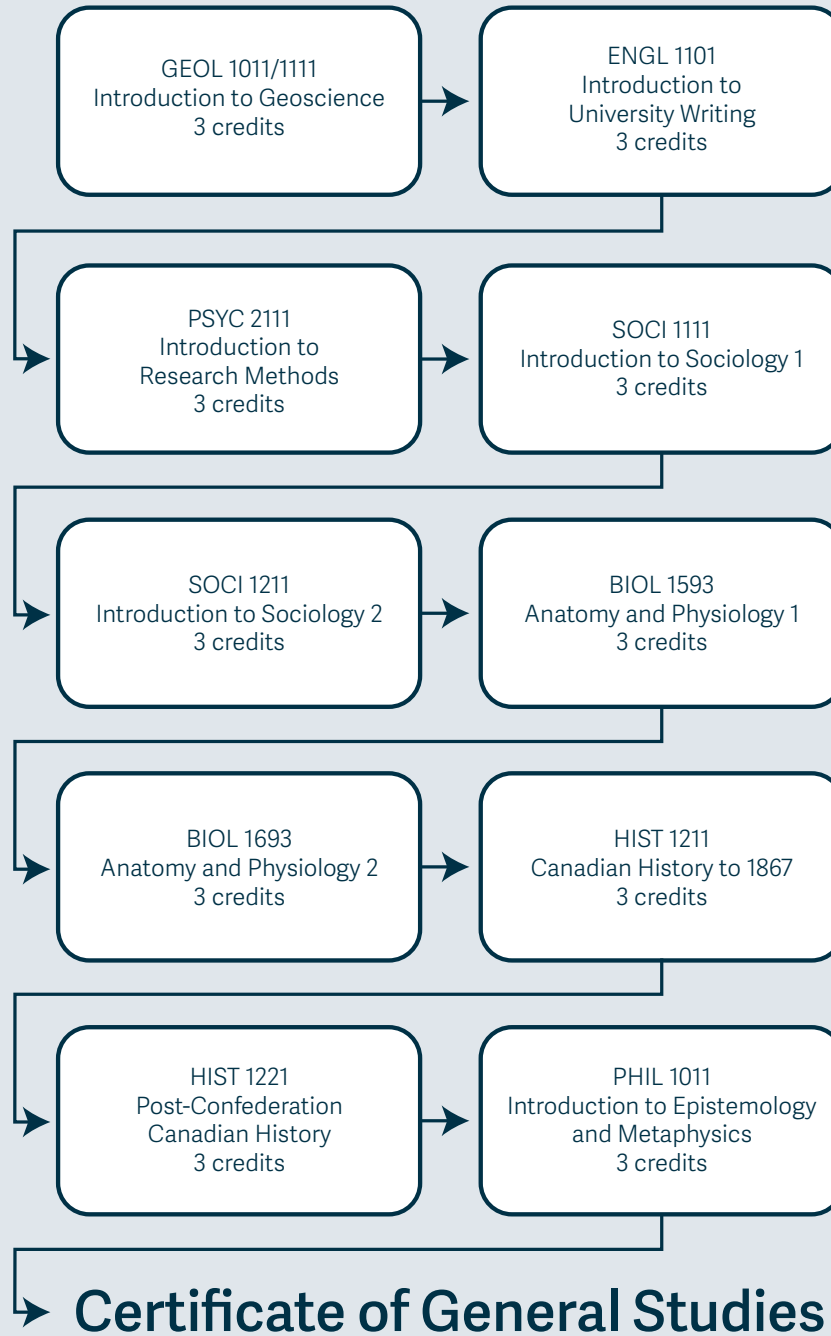 GEOL 1011/1111
Introduction to Geoscience
3 credits
ENGL 1101
Introduction to
University Writing
3 credits
PSYC 2111
Introduction to
Research Methods
3 credits
SOCI 1111
Introduction to Sociology 1
3 credits
SOCI 1211
Introduction to Sociology 2
3 credits
BIOL 1593
Anatomy and Physiology 1
3 credits
BIOL 1693
Anatomy and Physiology 2
3 credits
HIST 1211
Canadian History to 1867
3 credits
HIST 1221
Post-Confederation
Canadian History
3 credits
PHIL 1011
Introduction to Epistemology
and Metaphysics
3 credits
Certificate of General Studies